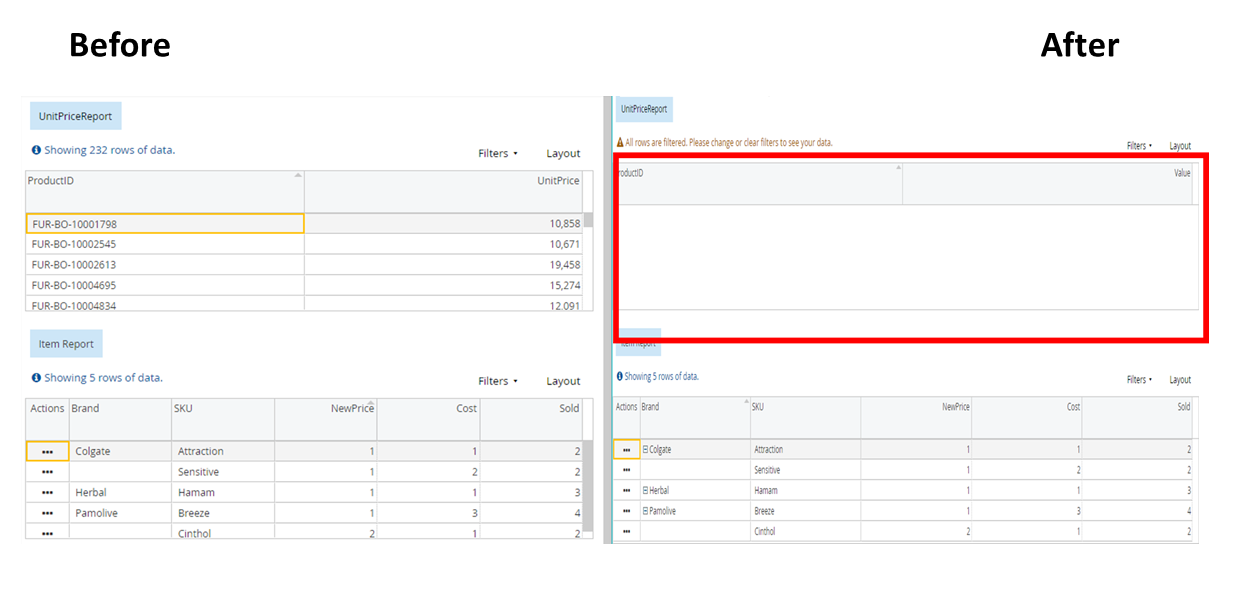 Before
After
UnitPriceReport
Showing 232 rows of data.
Filters
Layout
ProductID
UnitPrice
FUR-BO-10001798
10,858
FUR-BO-10002545
10,671
FUR-BO-10002613
19,458
FUR-BO-10004695
15,274
FUR-BO-10004834
12.091
Item Report
Showing 5 rows of data.
Filters
Layout
Actions Brand SKU NewPrice Cost Sold
••• Colgate Attraction 1 1 2
••• Sensitive 1 2 2
••• Herbal Hamam 1 1 3
••• Pamolive Breeze 1 3 4
••• Cinthol 2 1 2
UnitPriceReport
All rows are filtered. Please change or clear filters to see your data.
Filters
Layout
roductID
Value
Item Report
Showing 5 rows of data.
Filters
Layout
Actions Brand SKU NewPrice Cost Sold
••• Colgate Attraction 1 1 2
••• Sensitive 1 2 2
••• Herbal Hamam 1 1 3
••• Pamolive Breeze 1 3 4
••• Cinthol 2 1 2